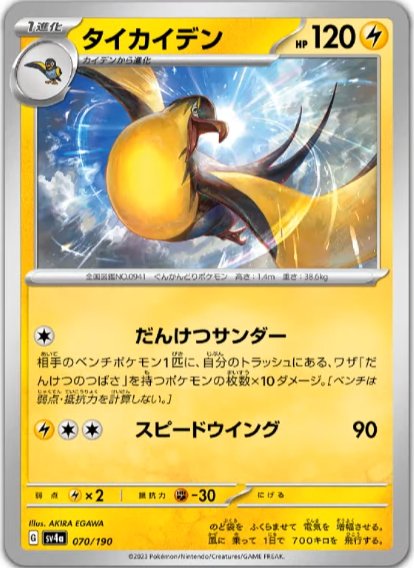 1進化
タイカイデン
HP120
カイデンから進化
全国図鑑NO.0941 ぐんかんどりポケモン 高さ：1.4m 重さ：38.6kg
だんけつサンダー
相手のベンチポケモン1匹に、自分のトラッシュにある、ワザ「だ
んけつのつばさ」を持つポケモンの枚数×10ダメージ。[ベンチは
弱点・抵抗力を計算しない。]
スピードウイング 90
弱点 ×2 抵抗力 -30 にげる
Illus. AKIRA EGAWA
G sv4a 070/190
のど袋を ふくらませて 電気を 増幅させる。
風に 乗って 1日で 700キロを 飛行する。
©2023 Pokémon/Nintendo/Creatures/GAME FREAK.